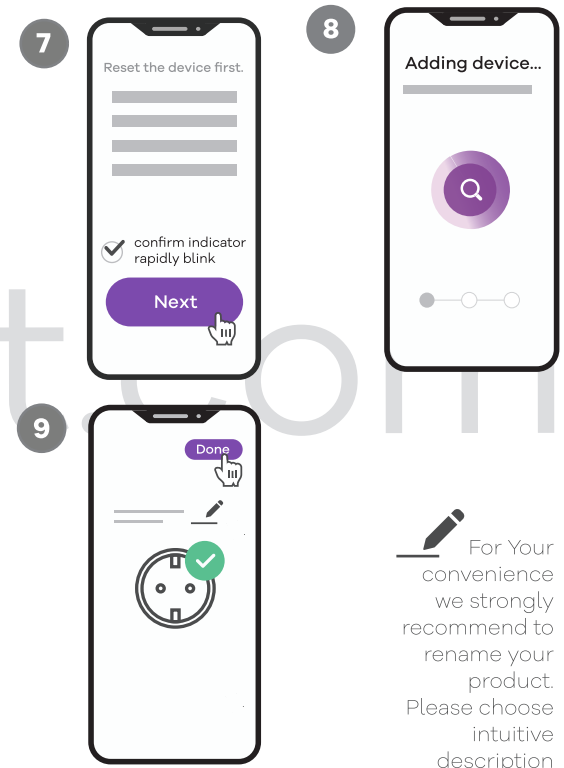 7
Reset the device first.
confirm indicator
rapidly blink
Next
8
Adding device...
9
Done
For Your
convenience
we strongly
recommend to
rename your
product.
Please choose
intuitive
description
t.com